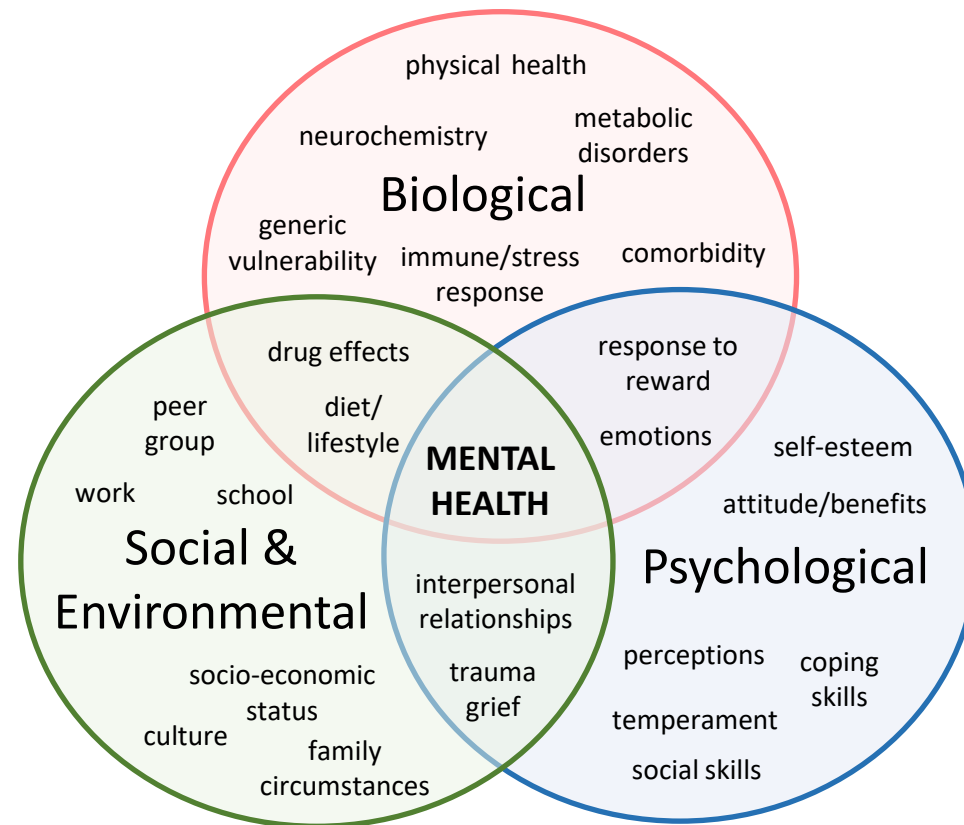 physical health
neurochemistry
metabolic
disorders
Biological
generic
vulnerability
immune/stress
response
comorbidity
drug effects
diet/
lifestyle
response to
reward
emotions
MENTAL
HEALTH
peer
group
work
school
Social &
Environmental
socio-economic
status
culture
family
circumstances
interpersonal
relationships
trauma
grief
self-esteem
attitude/benefits
Psychological
perceptions
coping
skills
temperament
social skills